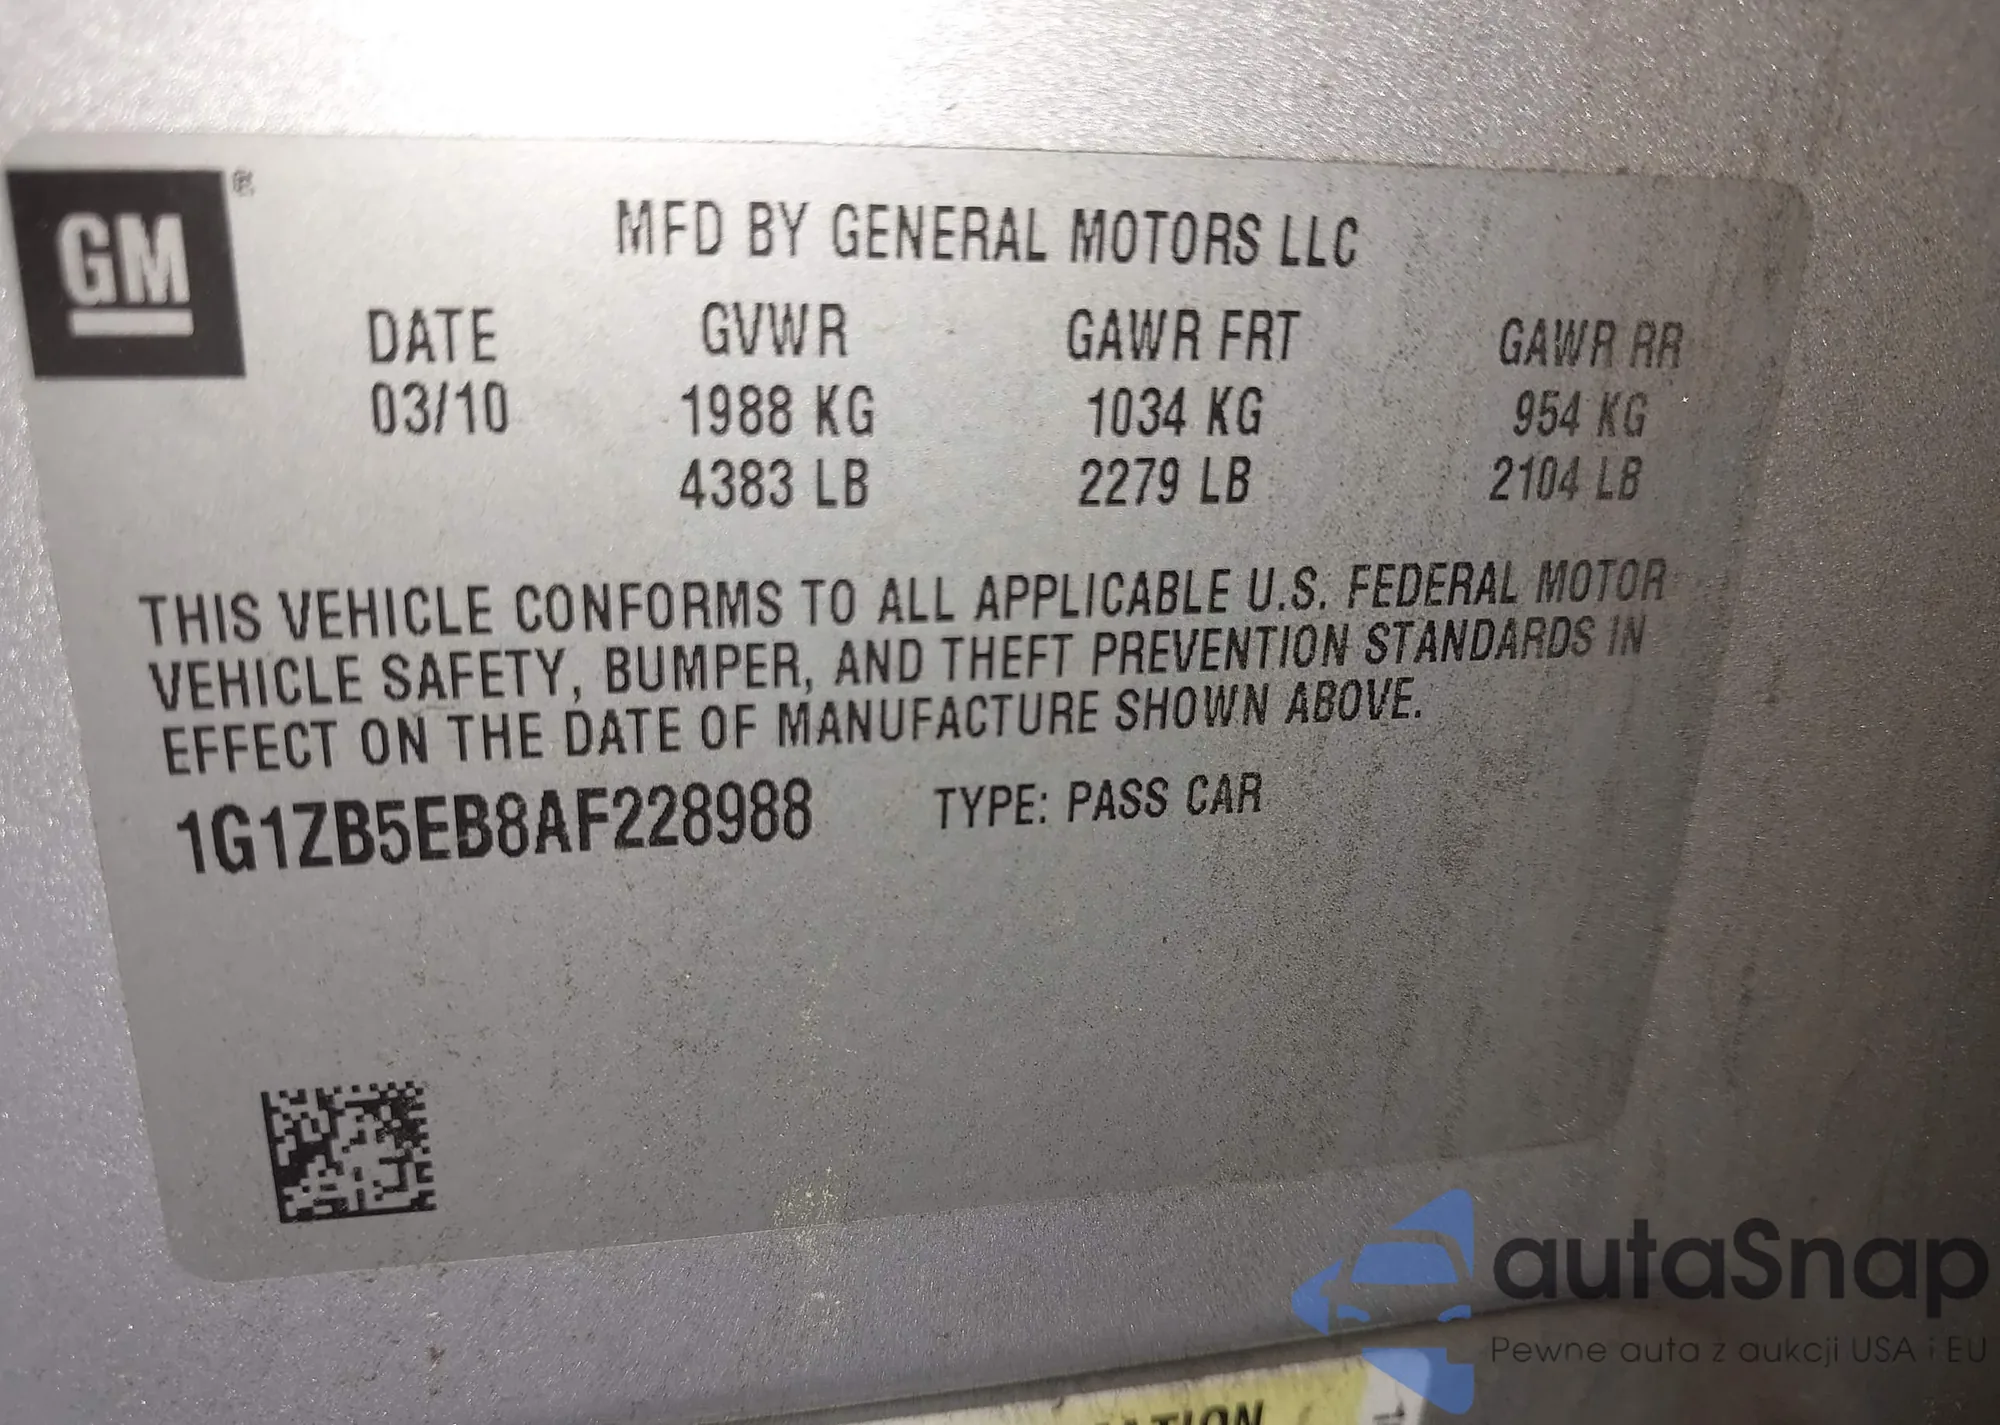 GM ®
MFD BY GENERAL MOTORS LLC
DATE GVWR GAWR FRT GAWR RR
03/10 1988 KG 1034 KG 954 KG
4383 LB 2279 LB 2104 LB
THIS VEHICLE CONFORMS TO ALL APPLICABLE U.S. FEDERAL MOTOR
VEHICLE SAFETY, BUMPER, AND THEFT PREVENTION STANDARDS IN
EFFECT ON THE DATE OF MANUFACTURE SHOWN ABOVE.
1G1ZB5EB8AF228988 TYPE: PASS CAR
autaSnap
Pewne auta z aukcji USA i EU